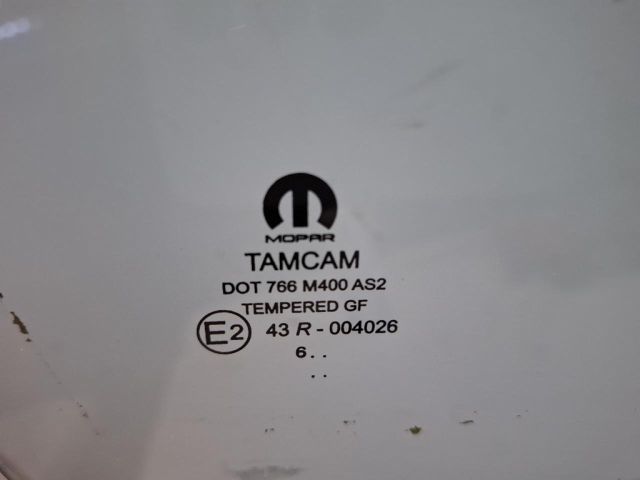 MOPAR
TAMCAM
DOT 766 M400 AS2
TEMPERED GF
E2 43 R - 004026
6. .
. .